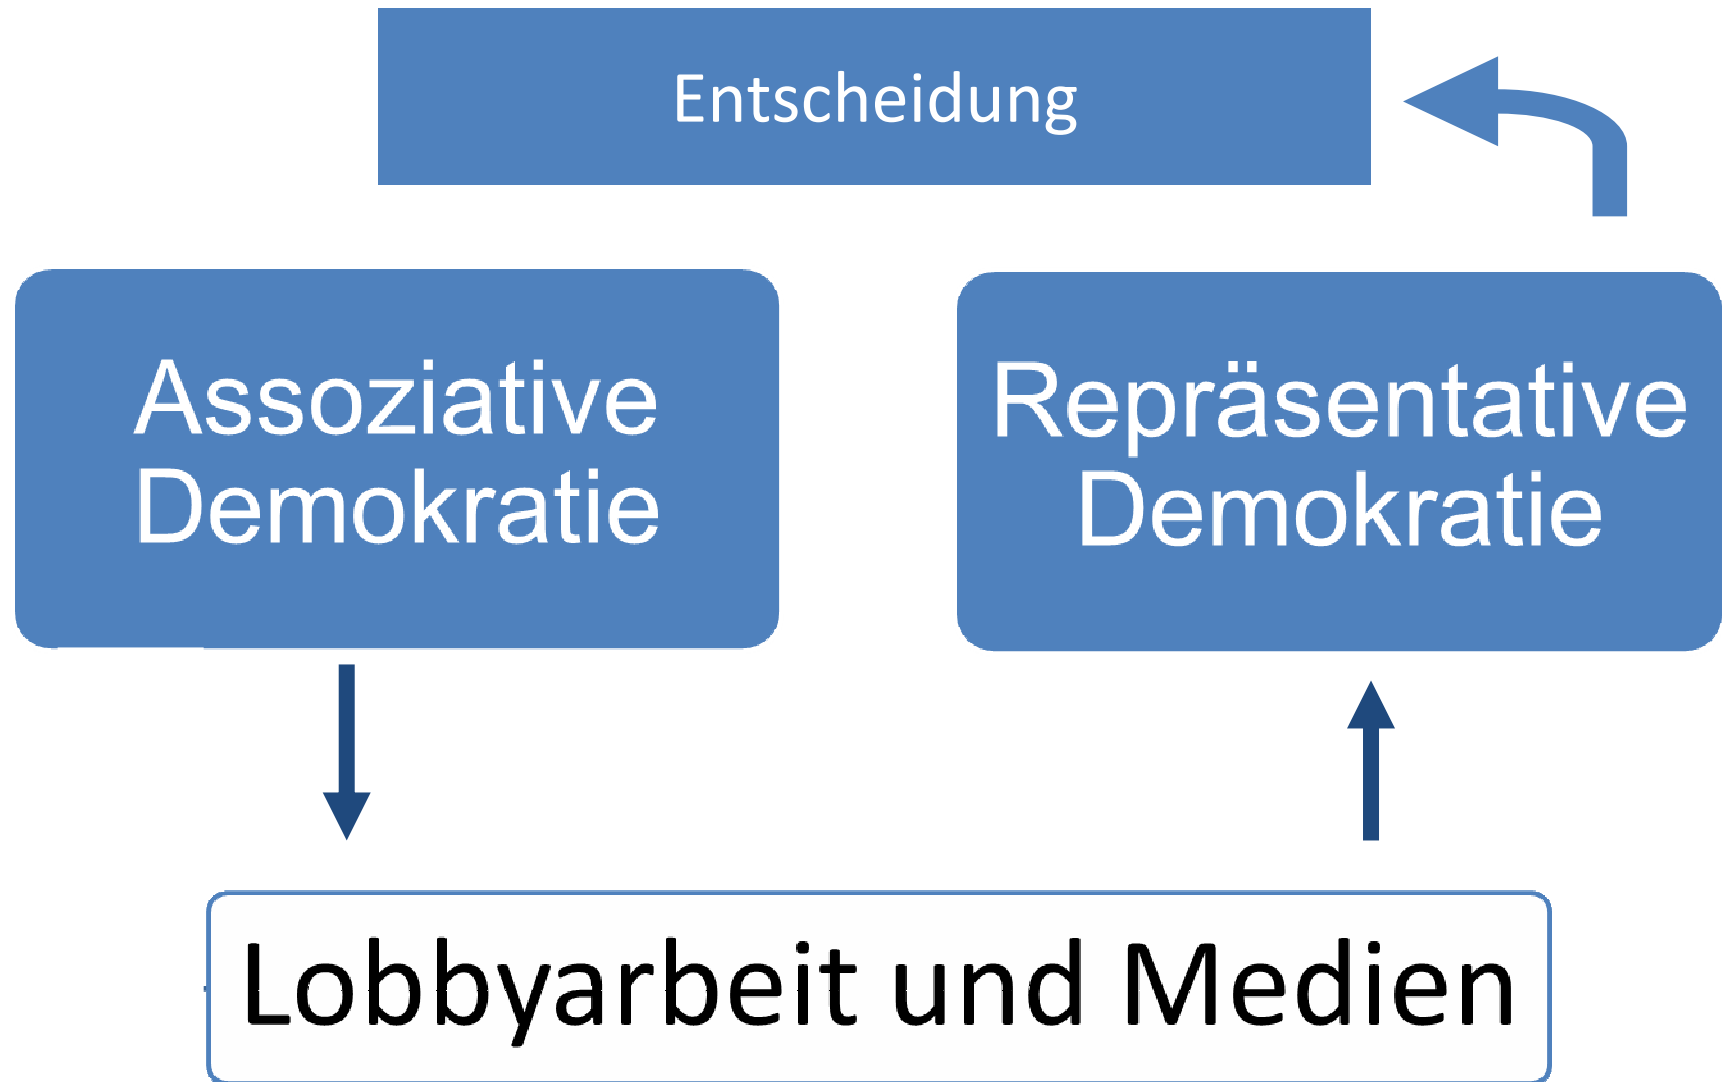 Entscheidung
Assoziative
Demokratie
Repräsentative
Demokratie
Lobbyarbeit und Medien